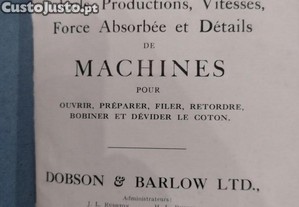 CustoJusto.pt
Productions, Vitesses,
Force Absorbée et Détails
DE
MACHINES
POUR
OUVRIR, PRÉPARER, FILER, RETORDRE,
BOBINER ET DÉVIDER LE COTON.
DOBSON & BARLOW LTD.,
Administrateurs: